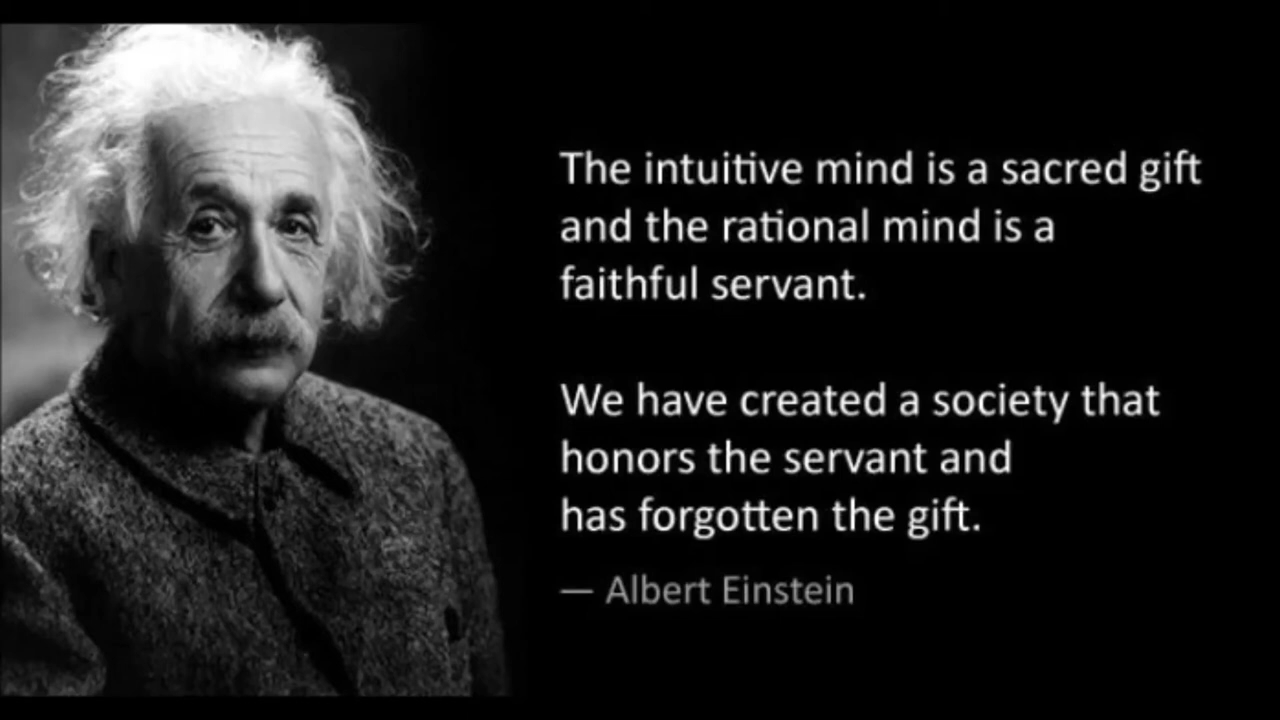 The intuitive mind is a sacred gift
and the rational mind is a
faithful servant.
We have created a society that
honors the servant and
has forgotten the gift.
— Albert Einstein